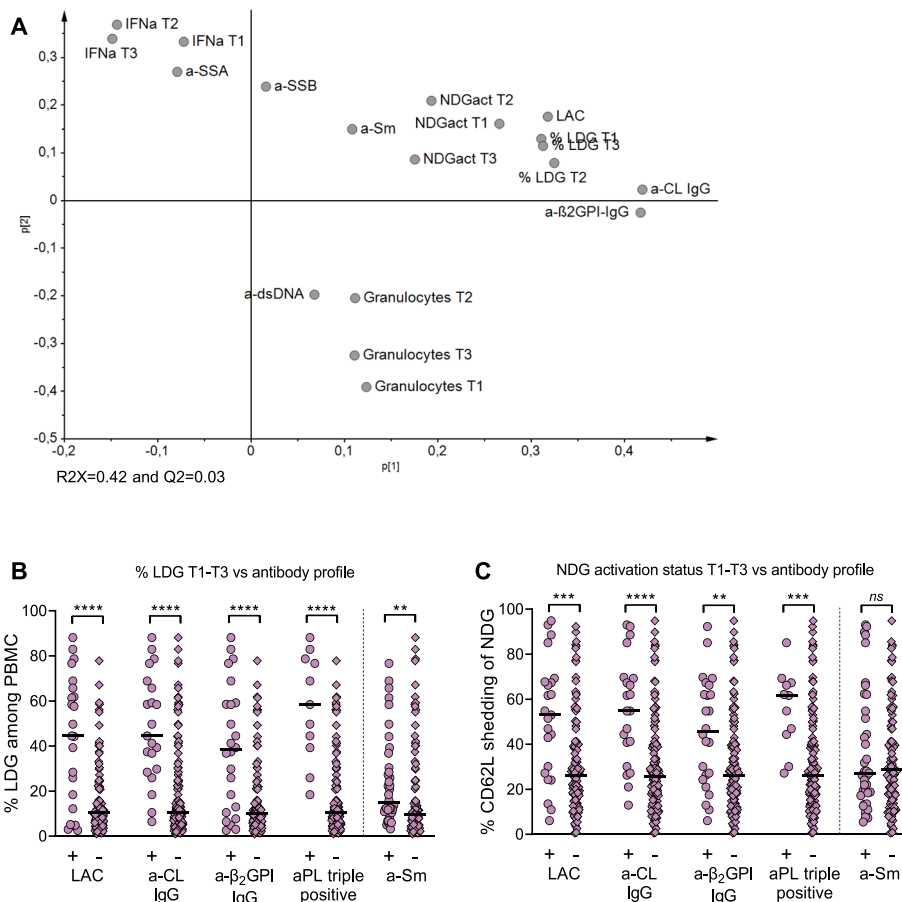 A
IFNa T2
IFNa T1
IFNa T3
a-SSA
a-SSB
NDGact T2
LAC
NDGact T1
a-Sm
% LDG T1
% LDG T3
NDGact T3
% LDG T2
a-CL IgG
a-ß2GPI-IgG
a-dsDNA
Granulocytes T2
Granulocytes T3
Granulocytes T1
0,3
0,2
0,1
0
-0,1
-0,2
-0,3
-0,4
-0,5
p[2]
-0,2 -0,1 0 0,1 0,2 0,3 0,4
p[1]
R2X=0.42 and Q2=0.03
B
% LDG T1-T3 vs antibody profile
**** **** **** **** **
100
80
60
40
20
0
% LDG among PBMC
+ - + - + - + - + -
LAC a-CL IgG a-β2GPI IgG aPL triple positive a-Sm
C
NDG activation status T1-T3 vs antibody profile
*** **** ** *** ns
100
80
60
40
20
0
% CD62L shedding of NDG
+ - + - + - + - + -
LAC a-CL IgG a-β2GPI IgG aPL triple positive a-Sm